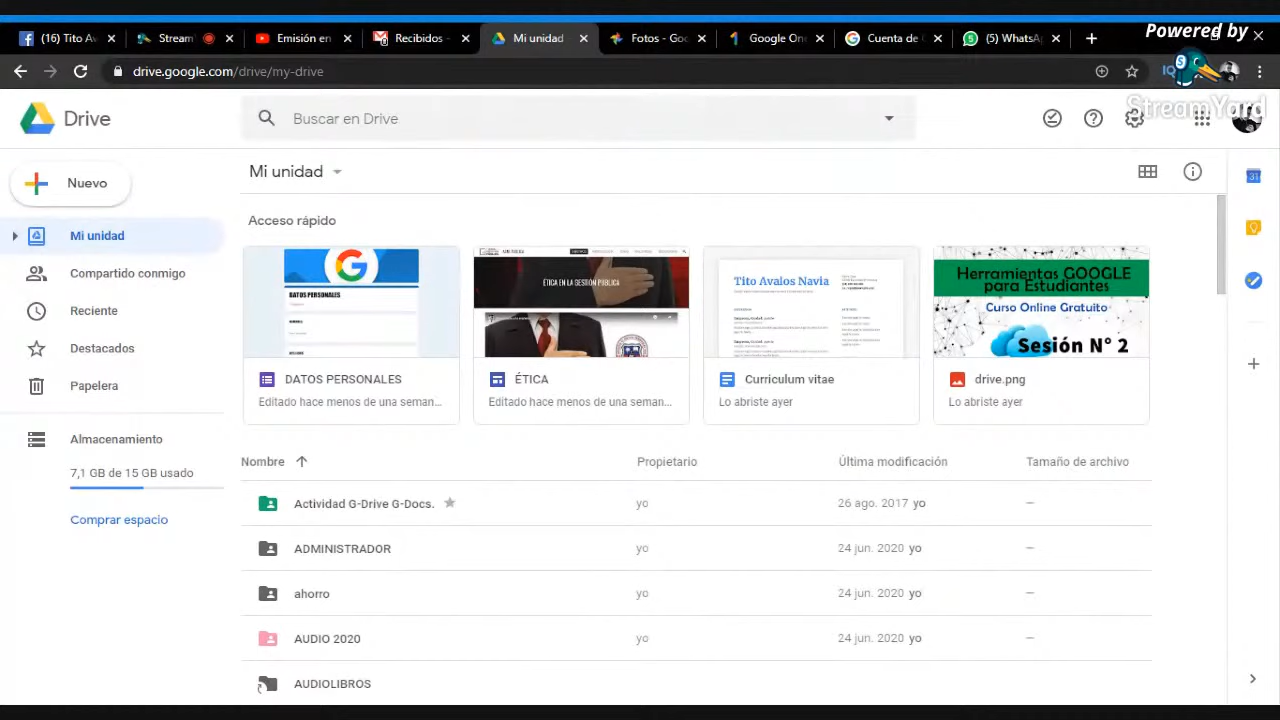 (16) Tito Av
Stream
Emisión en
Recibidos -
Mi unidad
Fotos - Goo
Google One
Cuenta de G
(5) WhatsA
Powered by
drive.google.com/drive/my-drive
StreamYard
Drive
Buscar en Drive
Nuevo
Mi unidad
Mi unidad
Compartido conmigo
Reciente
Destacados
Papelera
Almacenamiento
7,1 GB de 15 GB usado
Comprar espacio
Acceso rápido
DATOS PERSONALES
ÉTICA EN LA GESTIÓN PÚBLICA
Tito Avalos Navia
Herramientas GOOGLE
para Estudiantes
Curso Online Gratuito
Sesión N° 2
DATOS PERSONALES
Editado hace menos de una seman...
ÉTICA
Editado hace menos de una seman...
Curriculum vitae
Lo abriste ayer
drive.png
Lo abriste ayer
Nombre Propietario Última modificación Tamaño de archivo
Actividad G-Drive G-Docs. yo 26 ago. 2017 yo –
ADMINISTRADOR yo 24 jun. 2020 yo –
ahorro yo 24 jun. 2020 yo –
AUDIO 2020 yo 24 jun. 2020 yo –
AUDIOLIBROS
31